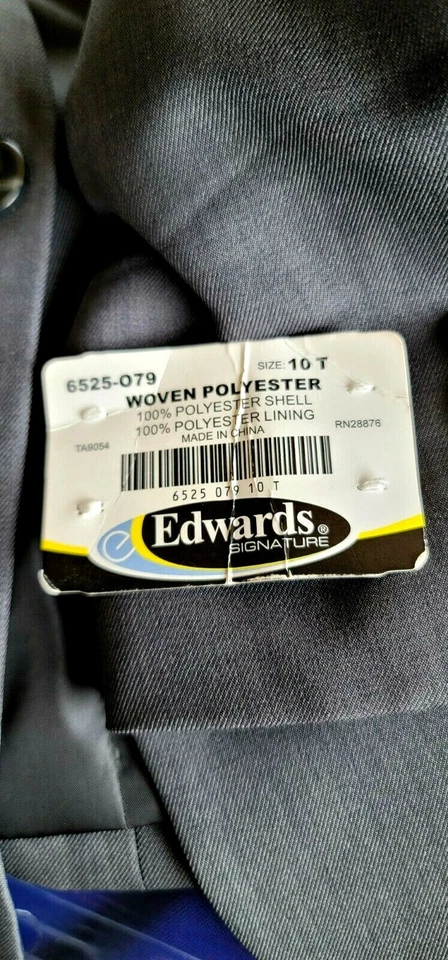 6525-079
SIZE: 10 T
WOVEN POLYESTER
100% POLYESTER SHELL
100% POLYESTER LINING
MADE IN CHINA
TA9054
RN28876
6525 079 10 T
e Edwards®
SIGNATURE